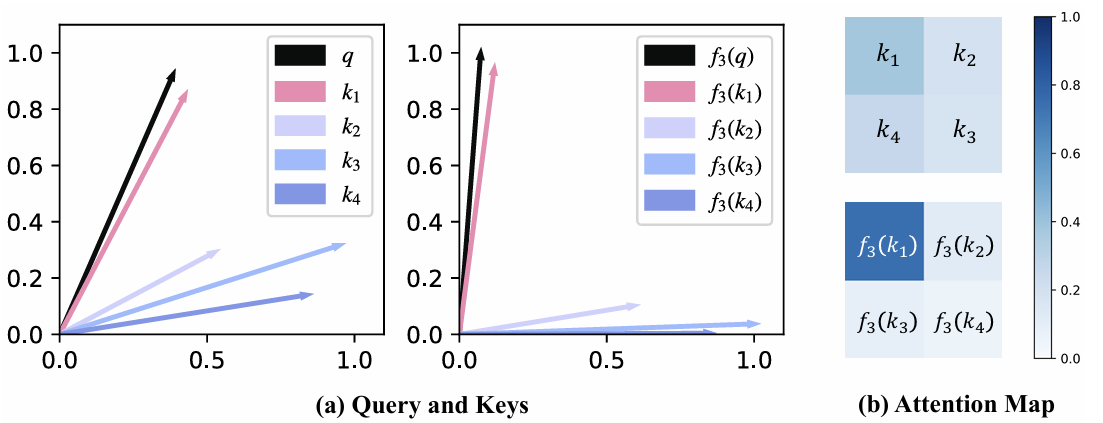 1.0
0.8
0.6
0.4
0.2
0.0
0.0 0.5 1.0
q
k₁
k₂
k₃
k₄
1.0
0.8
0.6
0.4
0.2
0.0
0.0 0.5 1.0
f₃(q)
f₃(k₁)
f₃(k₂)
f₃(k₃)
f₃(k₄)
(a) Query and Keys
k₁ k₂
k₄ k₃
f₃(k₁) f₃(k₂)
f₃(k₃) f₃(k₄)
1.0
0.8
0.6
0.4
0.2
0.0
(b) Attention Map